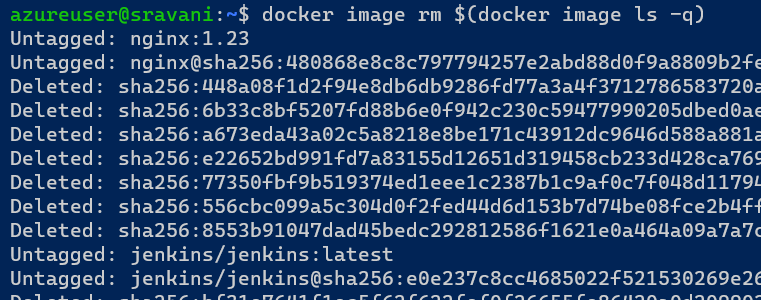 azureuser@sravani:~$ docker image rm $(docker image ls -q)
Untagged: nginx:1.23
Untagged: nginx@sha256:480868e8c8c797794257e2abd88d0f9a8809b2fe
Deleted: sha256:448a08f1d2f94e8db6db9286fd77a3a4f3712786583720a
Deleted: sha256:6b33c8bf5207fd88b6e0f942c230c59477990205dbed0ae
Deleted: sha256:a673eda43a02c5a8218e8be171c43912dc9646d588a881a
Deleted: sha256:e22652bd991fd7a83155d12651d319458cb233d428ca769
Deleted: sha256:77350fbf9b519374ed1eee1c2387b1c9af0c7f048d11794
Deleted: sha256:556cbc099a5c304d0f2fed44d6d153b7d74be08fce2b4ff
Deleted: sha256:8553b91047dad45bedc292812586f1621e0a464a09a7a7c
Untagged: jenkins/jenkins:latest
Untagged: jenkins/jenkins@sha256:e0e237c8cc4685022f521530269e26